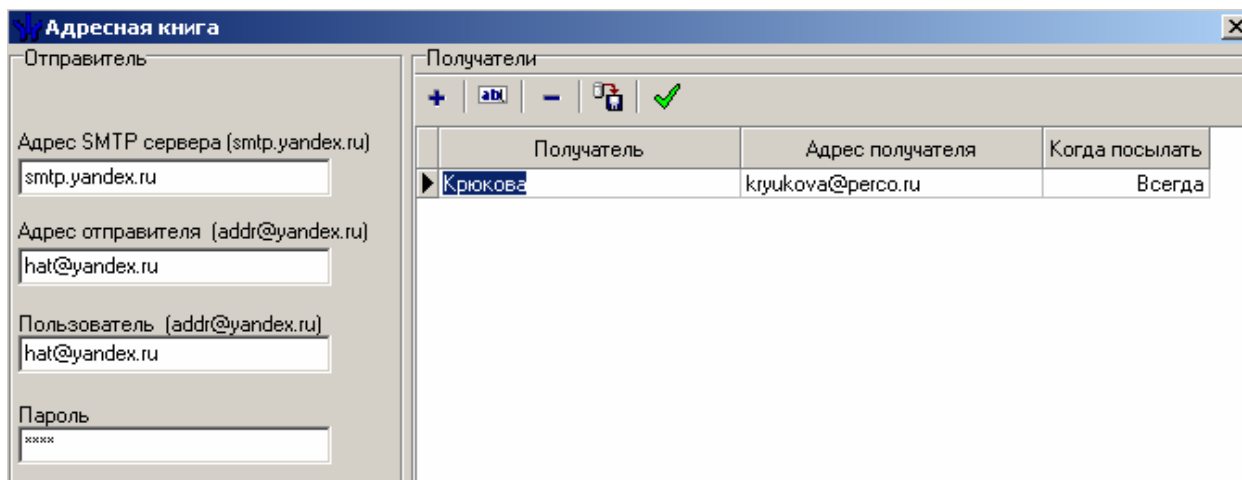 Адресная книга
Отправитель
Адрес SMTP сервера (smtp.yandex.ru)
smtp.yandex.ru
Адрес отправителя (addr@yandex.ru)
hat@yandex.ru
Пользователь (addr@yandex.ru)
hat@yandex.ru
Пароль
****
Получатели
ab
Получатель Адрес получателя Когда посылать
Крюкова kryukova@perco.ru Всегда